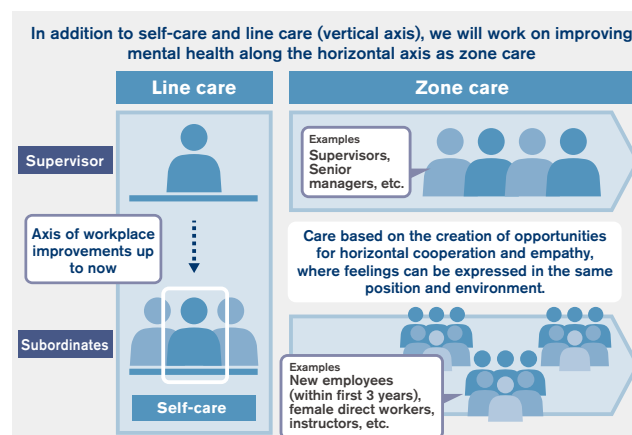 In addition to self-care and line care (vertical axis), we will work on improving
mental health along the horizontal axis as zone care
Line care
Zone care
Supervisor
Examples
Supervisors,
Senior
managers, etc.
Axis of workplace
improvements up
to now
Care based on the creation of opportunities
for horizontal cooperation and empathy,
where feelings can be expressed in the same
position and environment.
Subordinates
Self-care
Examples
New employees
(within first 3 years),
female direct workers,
instructors, etc.